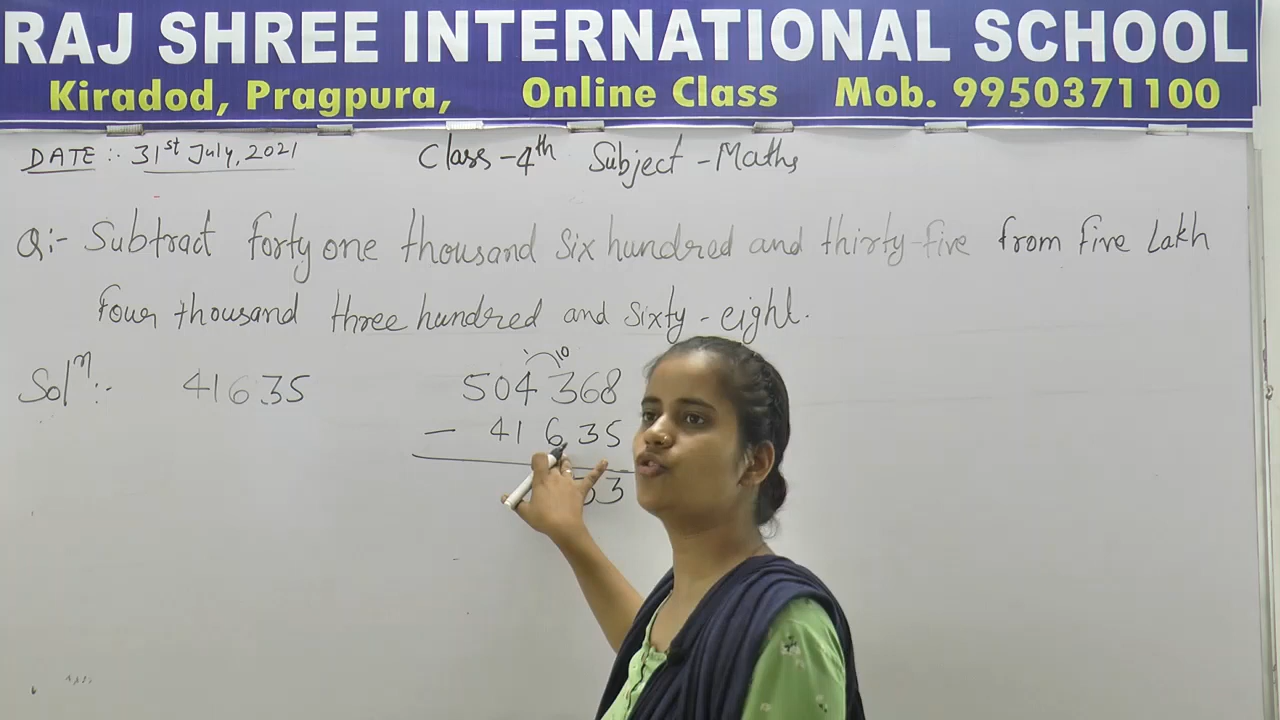 RAJ SHREE INTERNATIONAL SCHOOL
Kiradod, Pragpura, Online Class Mob. 9950371100
DATE :- 31st July, 2021 Class - 4th Subject - Maths
Q:- Subtract forty one thousand six hundred and thirty-five from five lakh
four thousand three hundred and sixty-eight.
10
Soln :- 41635 504368
- 41635
33